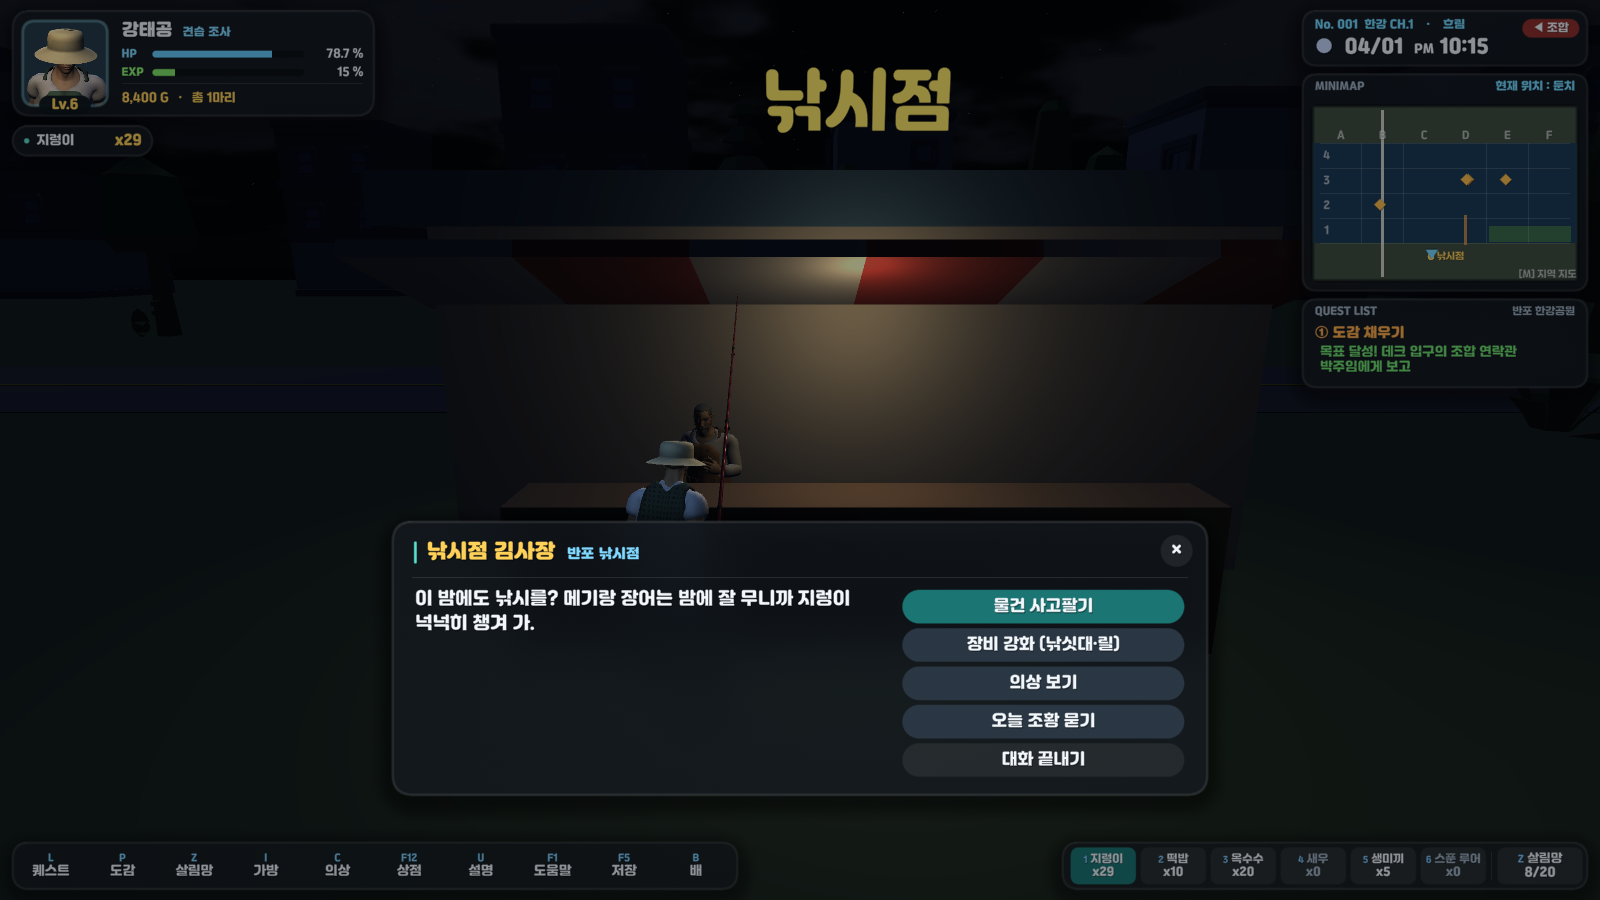 강태공 견습 조사
HP 78.7 %
EXP 15 %
Lv.6
8,400 G · 총 1마리
지렁이 x29
낚시점
No. 001 한강 CH.1 · 흐림
◀ 조합
04/01 PM 10:15
MINIMAP 현재 위치 : 둔치
A B C D E F
4
3
2
1
낚시점
[M] 지역 지도
QUEST LIST 반포 한강공원
① 도감 채우기
목표 달성! 데크 입구의 조합 연락관
박주임에게 보고
낚시점 김사장 반포 낚시점
×
이 밤에도 낚시를? 메기랑 장어는 밤에 잘 무니까 지렁이
넉넉히 챙겨 가.
물건 사고팔기
장비 강화 (낚싯대·릴)
의상 보기
오늘 조황 묻기
대화 끝내기
L P Z I C F12 U F1 F5 B
퀘스트 도감 살림망 가방 의상 상점 설명 도움말 저장 배
1 지렁이 2 떡밥 3 옥수수 4 새우 5 생미끼 6 스푼 루어 Z 살림망
x29 x10 x20 x0 x5 x0 8/20